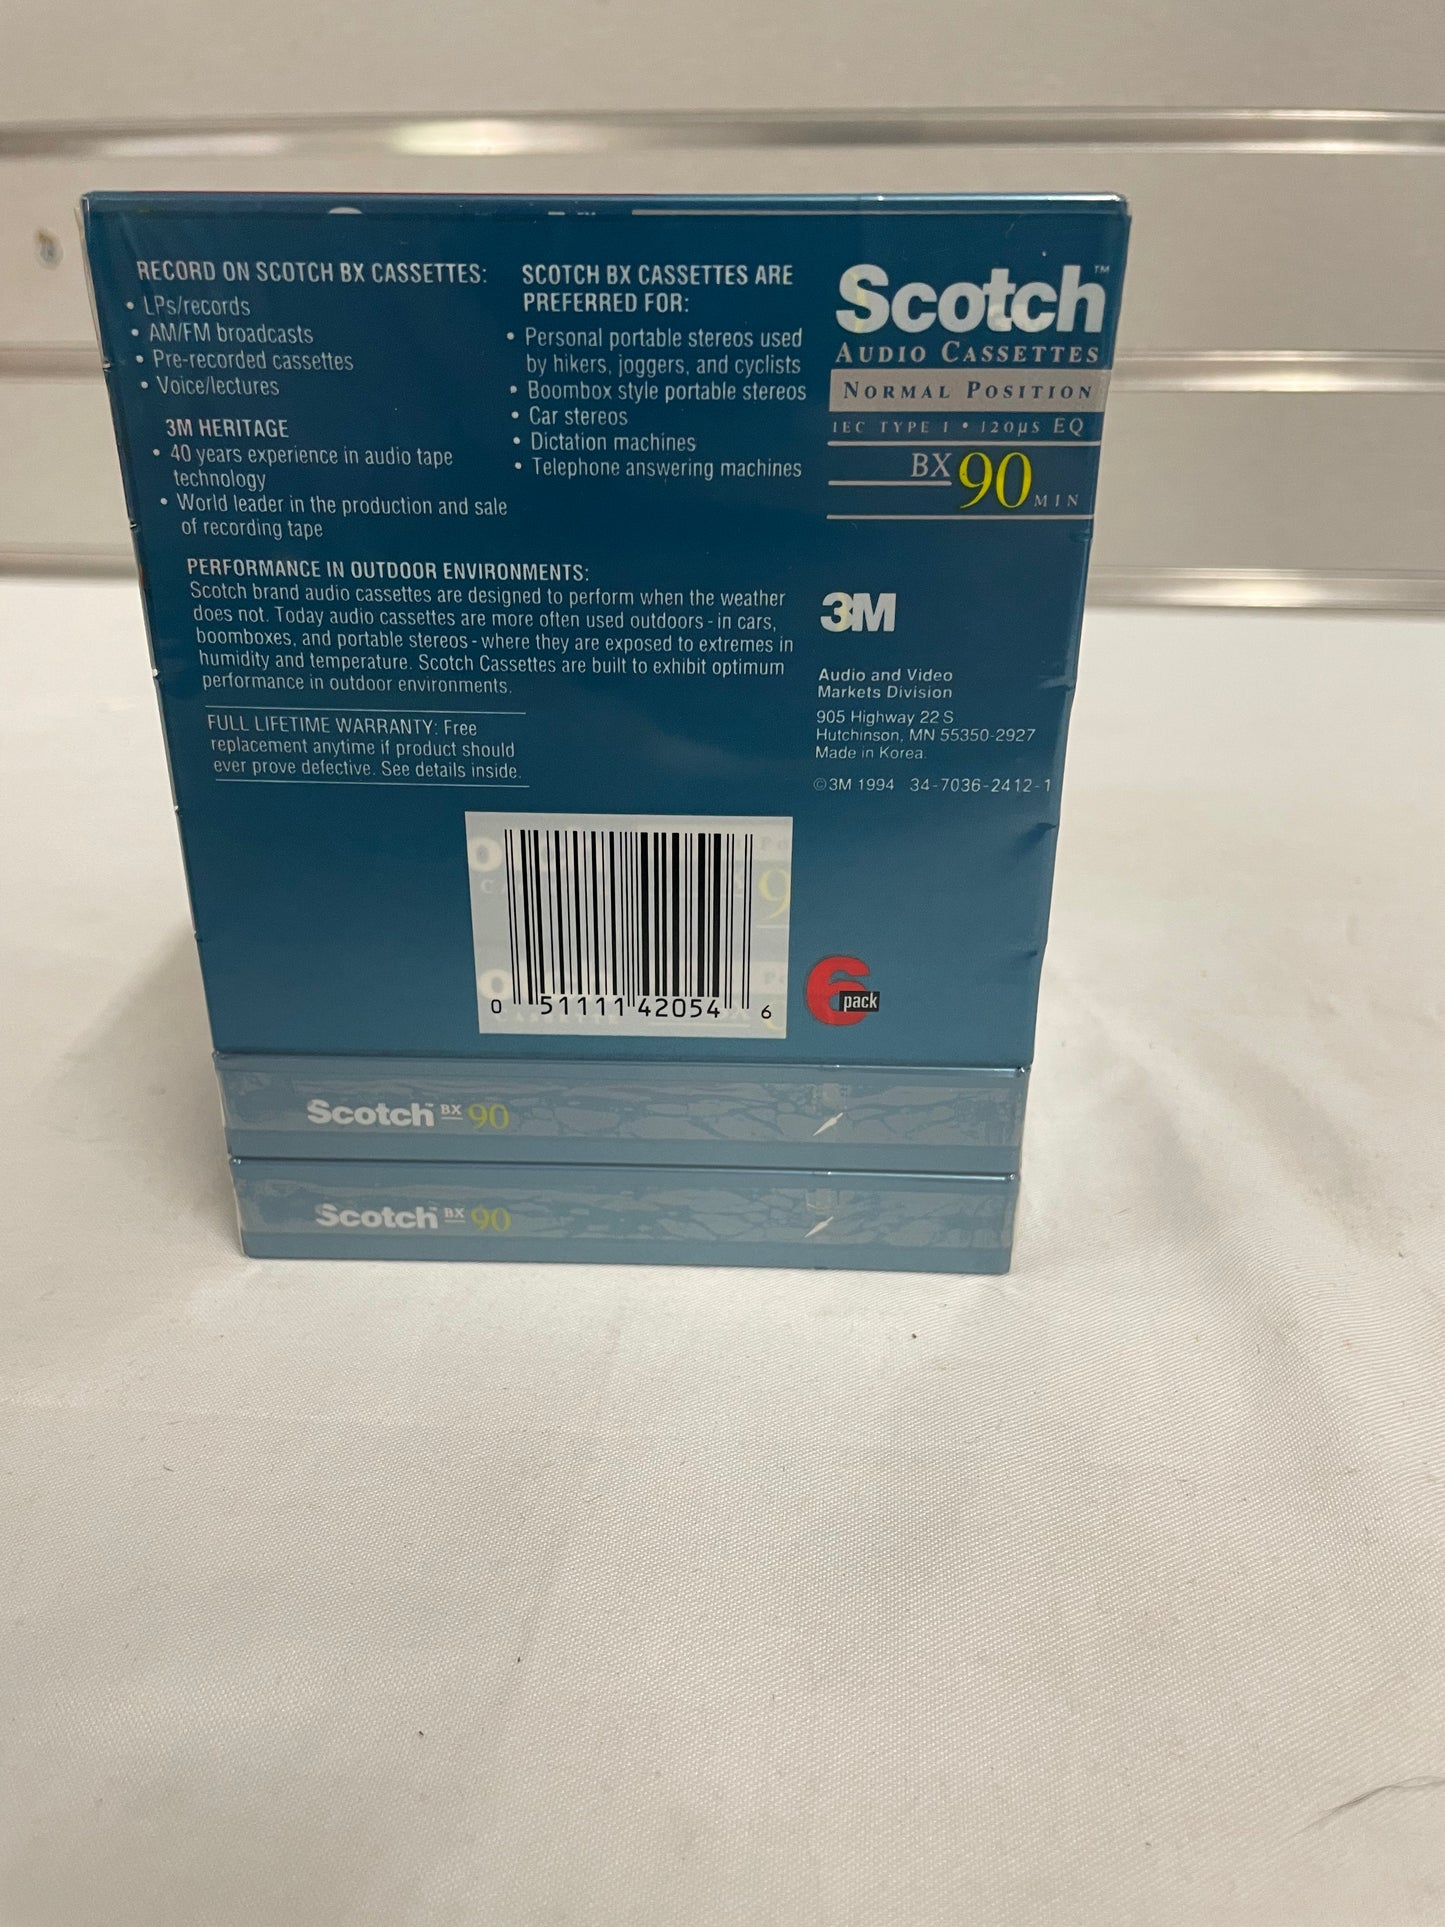 RECORD ON SCOTCH BX CASSETTES:
• LPs/records
• AM/FM broadcasts
• Pre-recorded cassettes
• Voice/lectures
3M HERITAGE
• 40 years experience in audio tape
technology
• World leader in the production and sale
of recording tape
SCOTCH BX CASSETTES ARE
PREFERRED FOR:
• Personal portable stereos used
by hikers, joggers, and cyclists
• Boombox style portable stereos
• Car stereos
• Dictation machines
• Telephone answering machines
Scotch™
AUDIO CASSETTES
NORMAL POSITION
IEC TYPE I • 120µS EQ
BX 90 MIN
PERFORMANCE IN OUTDOOR ENVIRONMENTS:
Scotch brand audio cassettes are designed to perform when the weather
does not. Today audio cassettes are more often used outdoors - in cars,
boomboxes, and portable stereos - where they are exposed to extremes in
humidity and temperature. Scotch Cassettes are built to exhibit optimum
performance in outdoor environments.
FULL LIFETIME WARRANTY: Free
replacement anytime if product should
ever prove defective. See details inside.
3M
Audio and Video
Markets Division
905 Highway 22 S
Hutchinson, MN 55350-2927
Made in Korea.
©3M 1994 34-7036-2412-1
0 51111 42054 6
6 pack
Scotch™ BX 90
Scotch™ BX 90